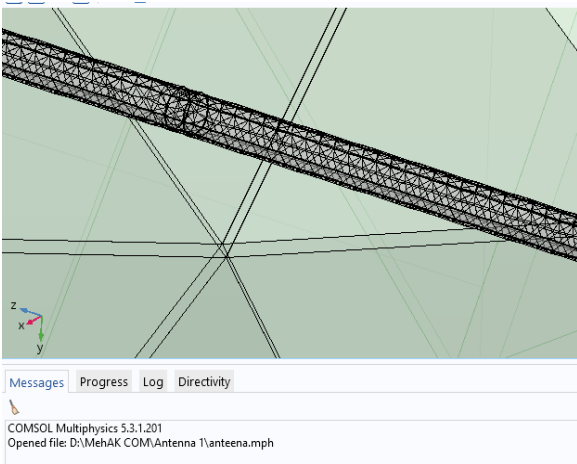 z
x
y
Messages Progress Log Directivity
COMSOL Multiphysics 5.3.1.201
Opened file: D:\MehAK COM\Antenna 1\anteena.mph